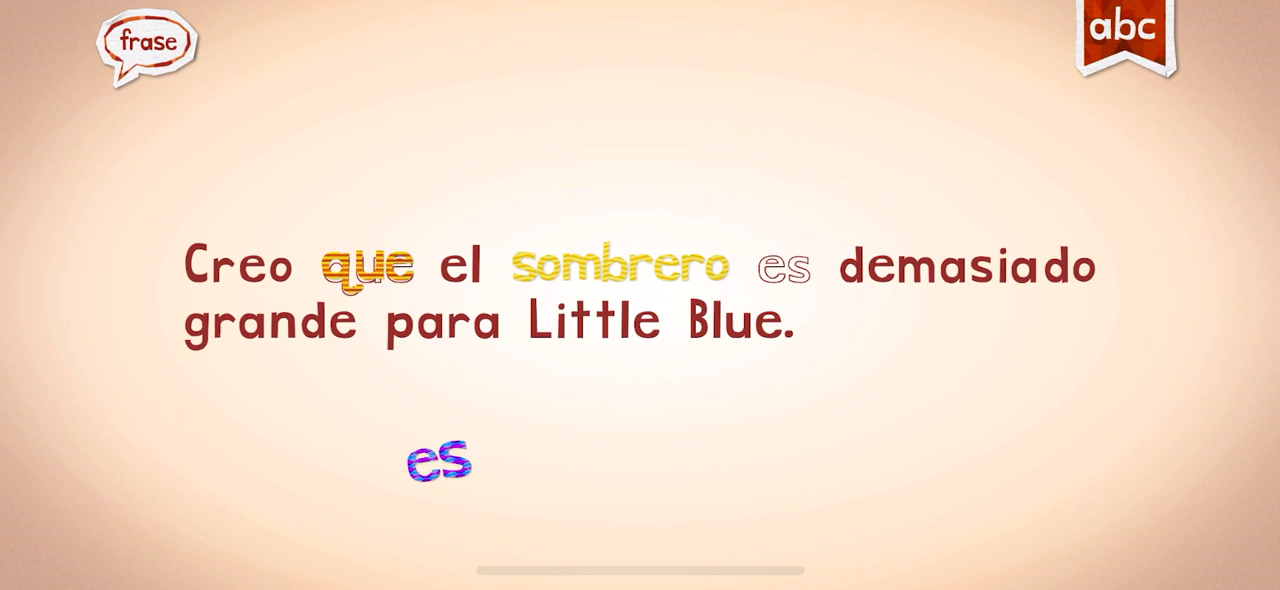 frase
abc
Creo que el sombrero es demasiado
grande para Little Blue.
es